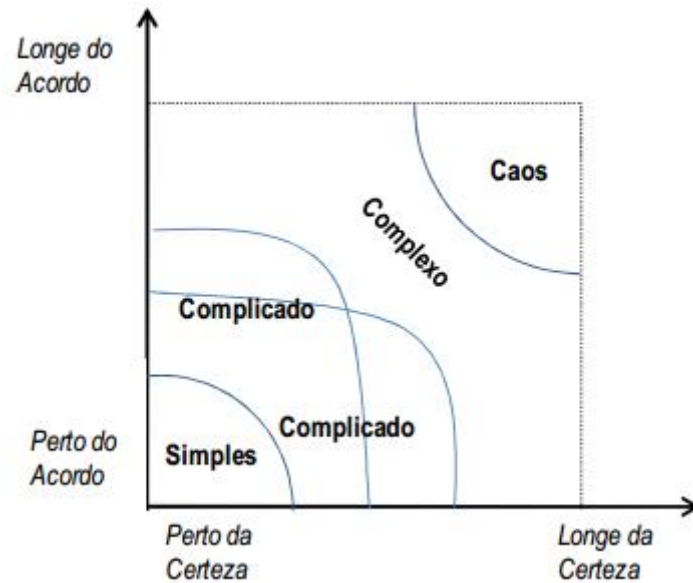 Longe do
Acordo
Caos
Complexo
Complicado
Complicado
Simples
Perto do
Acordo
Perto da
Certeza
Longe da
Certeza